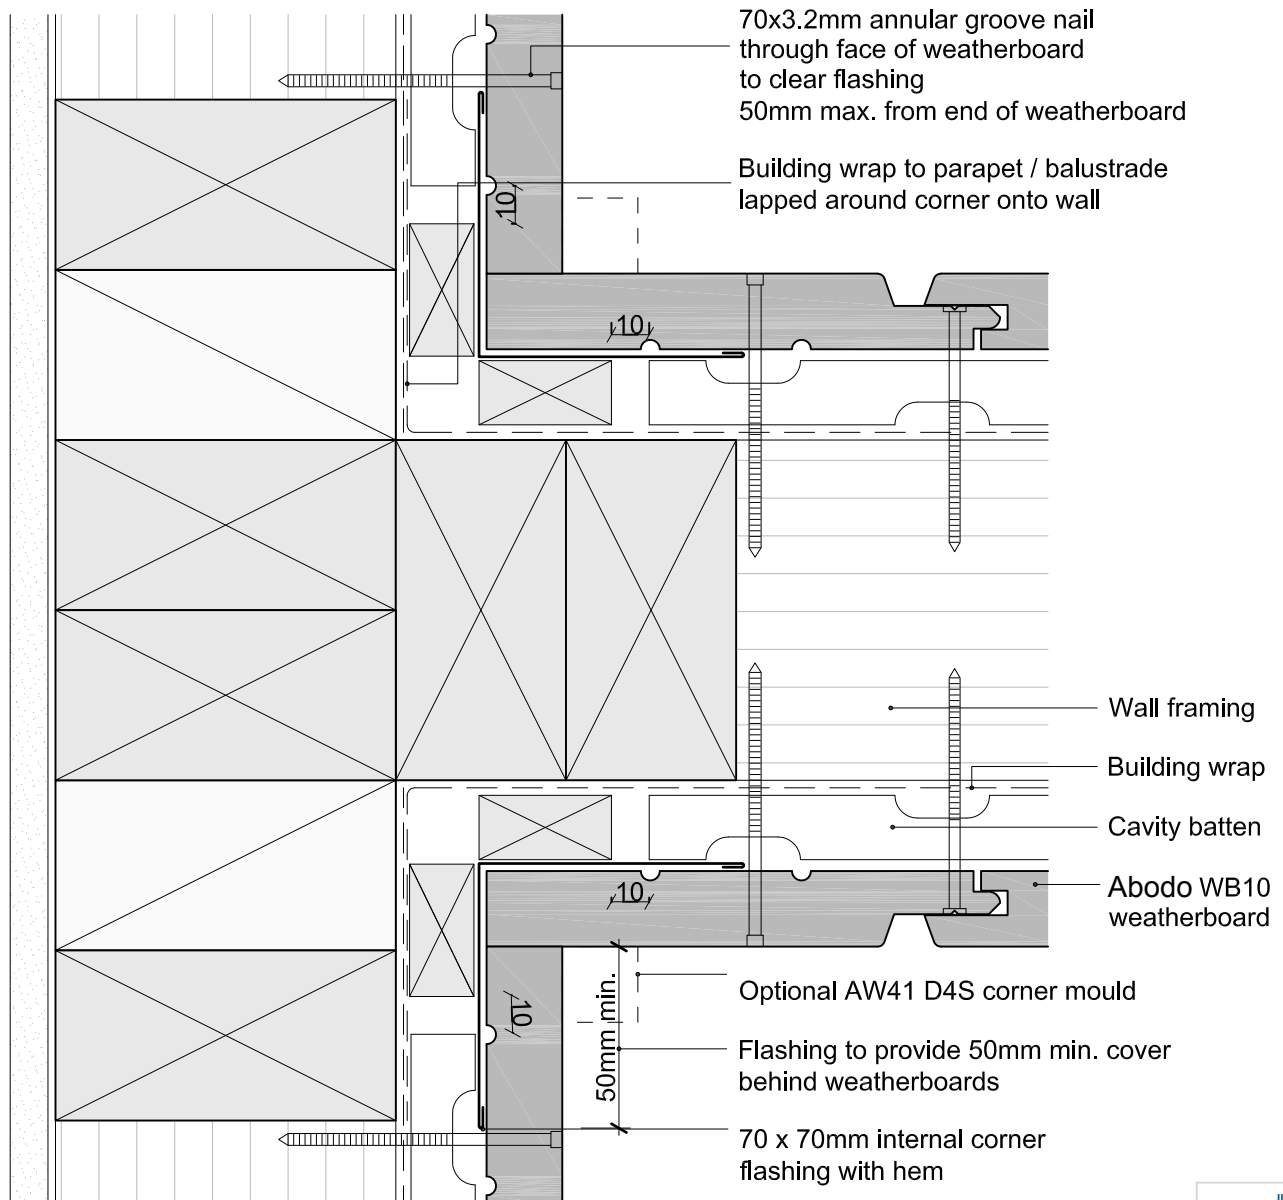 70x3.2mm annular groove nail
through face of weatherboard
to clear flashing
50mm max. from end of weatherboard
Building wrap to parapet / balustrade
lapped around corner onto wall
10
10
Wall framing
Building wrap
Cavity batten
10
Abodo WB10
weatherboard
Optional AW41 D4S corner mould
10
50mm min.
Flashing to provide 50mm min. cover
behind weatherboards
70 x 70mm internal corner
flashing with hem